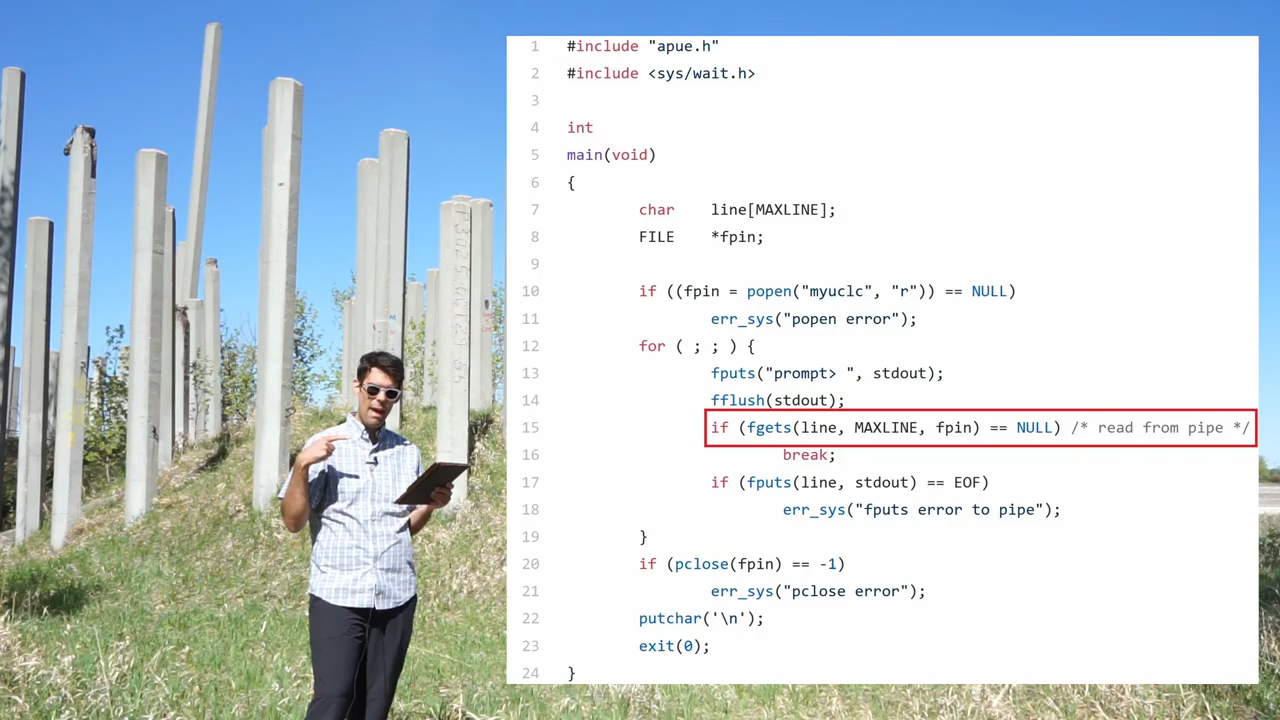 1 #include "apue.h"
2 #include <sys/wait.h>
3
4 int
5 main(void)
6 {
7 char line[MAXLINE];
8 FILE *fpin;
9
10 if ((fpin = popen("myuclc", "r")) == NULL)
11 err_sys("popen error");
12 for ( ; ; ) {
13 fputs("prompt> ", stdout);
14 fflush(stdout);
15 if (fgets(line, MAXLINE, fpin) == NULL) /* read from pipe */
16 break;
17 if (fputs(line, stdout) == EOF)
18 err_sys("fputs error to pipe");
19 }
20 if (pclose(fpin) == -1)
21 err_sys("pclose error");
22 putchar('\n');
23 exit(0);
24 }